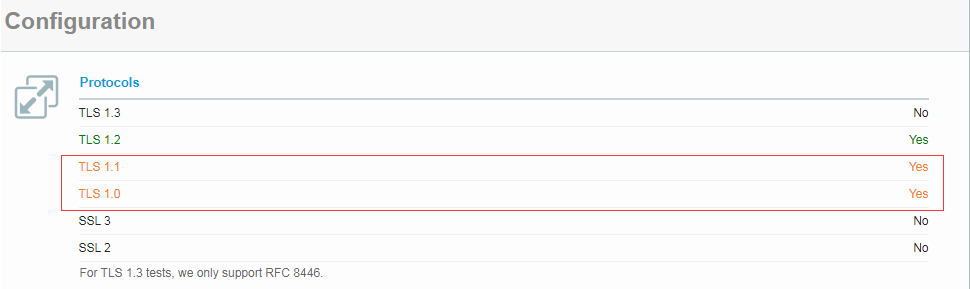 Configuration
Protocols
TLS 1.3 No
TLS 1.2 Yes
TLS 1.1 Yes
TLS 1.0 Yes
SSL 3 No
SSL 2 No
For TLS 1.3 tests, we only support RFC 8446.